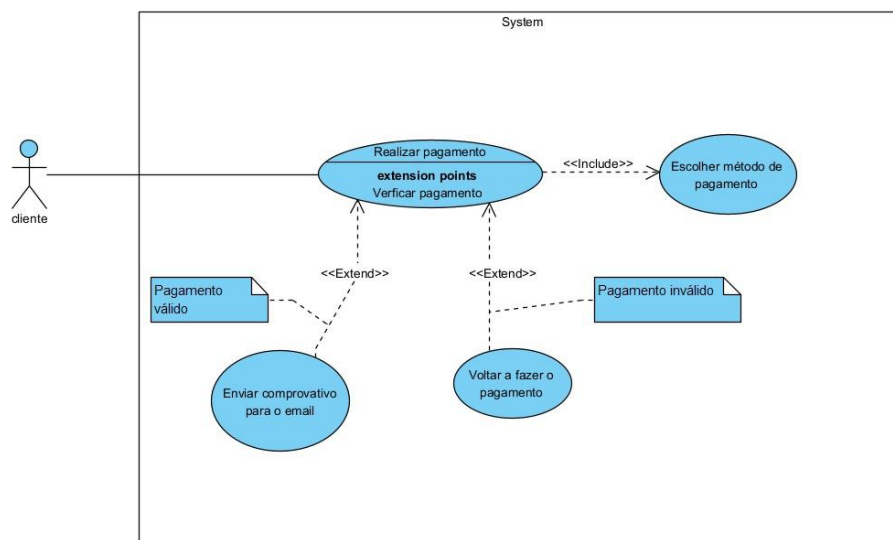 System
Realizar pagamento
extension points
Verficar pagamento
<<Include>>
Escolher método de
pagamento
cliente
<<Extend>>
<<Extend>>
Pagamento
válido
Pagamento inválido
Enviar comprovativo
para o email
Voltar a fazer o
pagamento